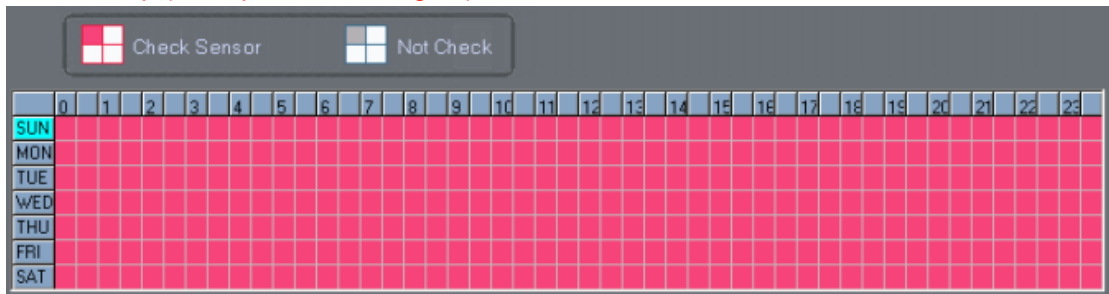 Check Sensor Not Check
0 1 2 3 4 5 6 7 8 9 10 11 12 13 14 15 16 17 18 19 20 21 22 23
SUN
MON
TUE
WED
THU
FRI
SAT